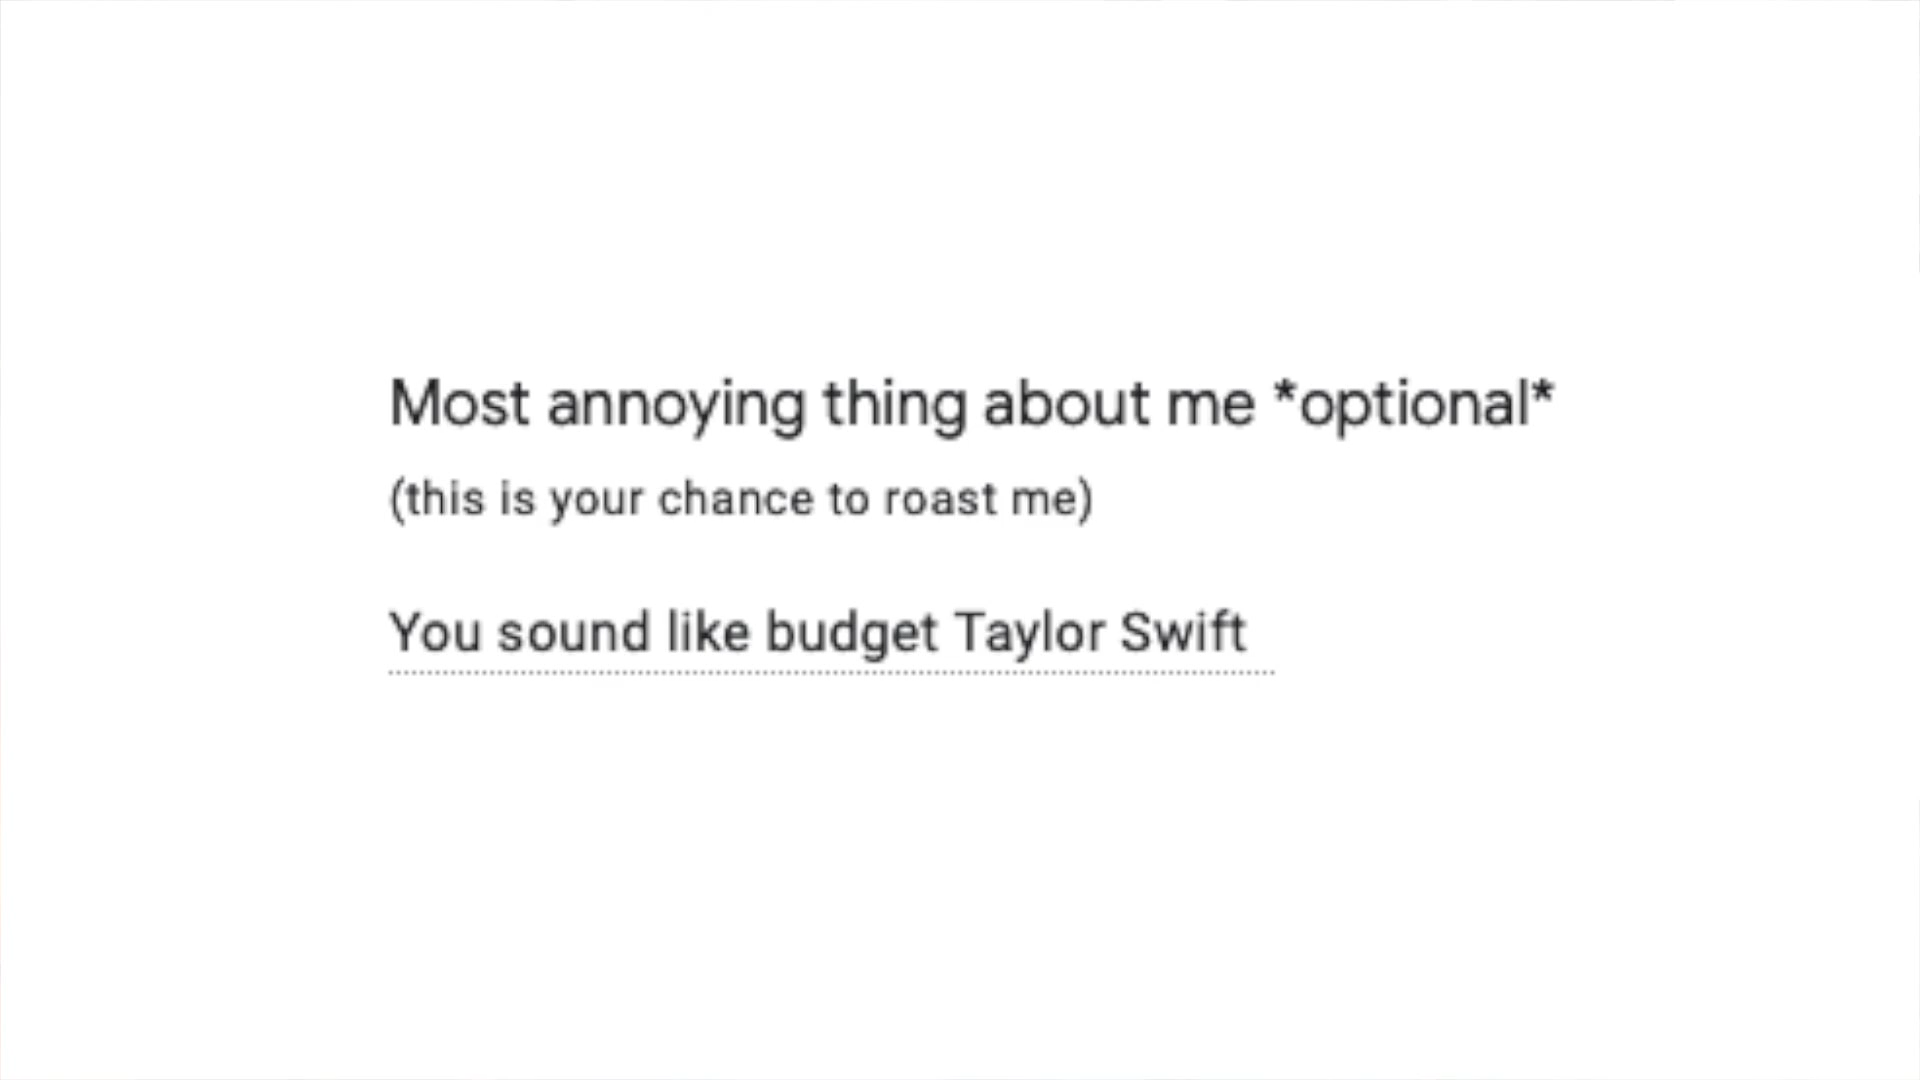 Most annoying thing about me *optional*
(this is your chance to roast me)
You sound like budget Taylor Swift